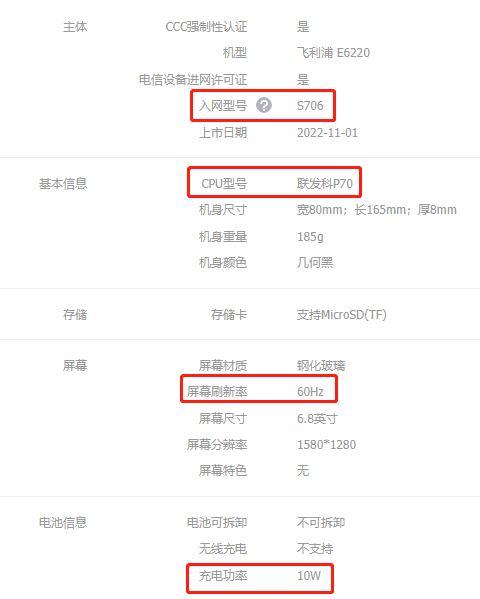 主体 CCC强制性认证 是
机型 飞利浦 E6220
电信设备进网许可证 是
入网型号 ? S706
上市日期 2022-11-01
基本信息 CPU型号 联发科P70
机身尺寸 宽80mm；长165mm；厚8mm
机身重量 185g
机身颜色 几何黑
存储 存储卡 支持MicroSD(TF)
屏幕 屏幕材质 钢化玻璃
屏幕刷新率 60Hz
屏幕尺寸 6.8英寸
屏幕分辨率 1580*1280
屏幕特色 无
电池信息 电池可拆卸 不可拆卸
无线充电 不支持
充电功率 10W